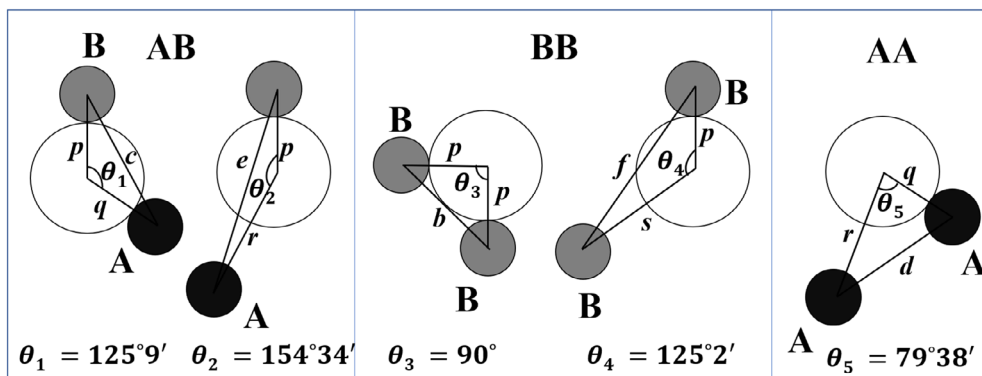 AB
B
p
θ₁
c
q
A
e
p
θ₂
r
A
θ₁ = 125°9′ θ₂ = 154°34′
BB
B
p
θ₃
p
b
B
B
f
p
θ₄
s
B
θ₃ = 90° θ₄ = 125°2′
AA
q
θ₅
r
d
A
A
θ₅ = 79°38′